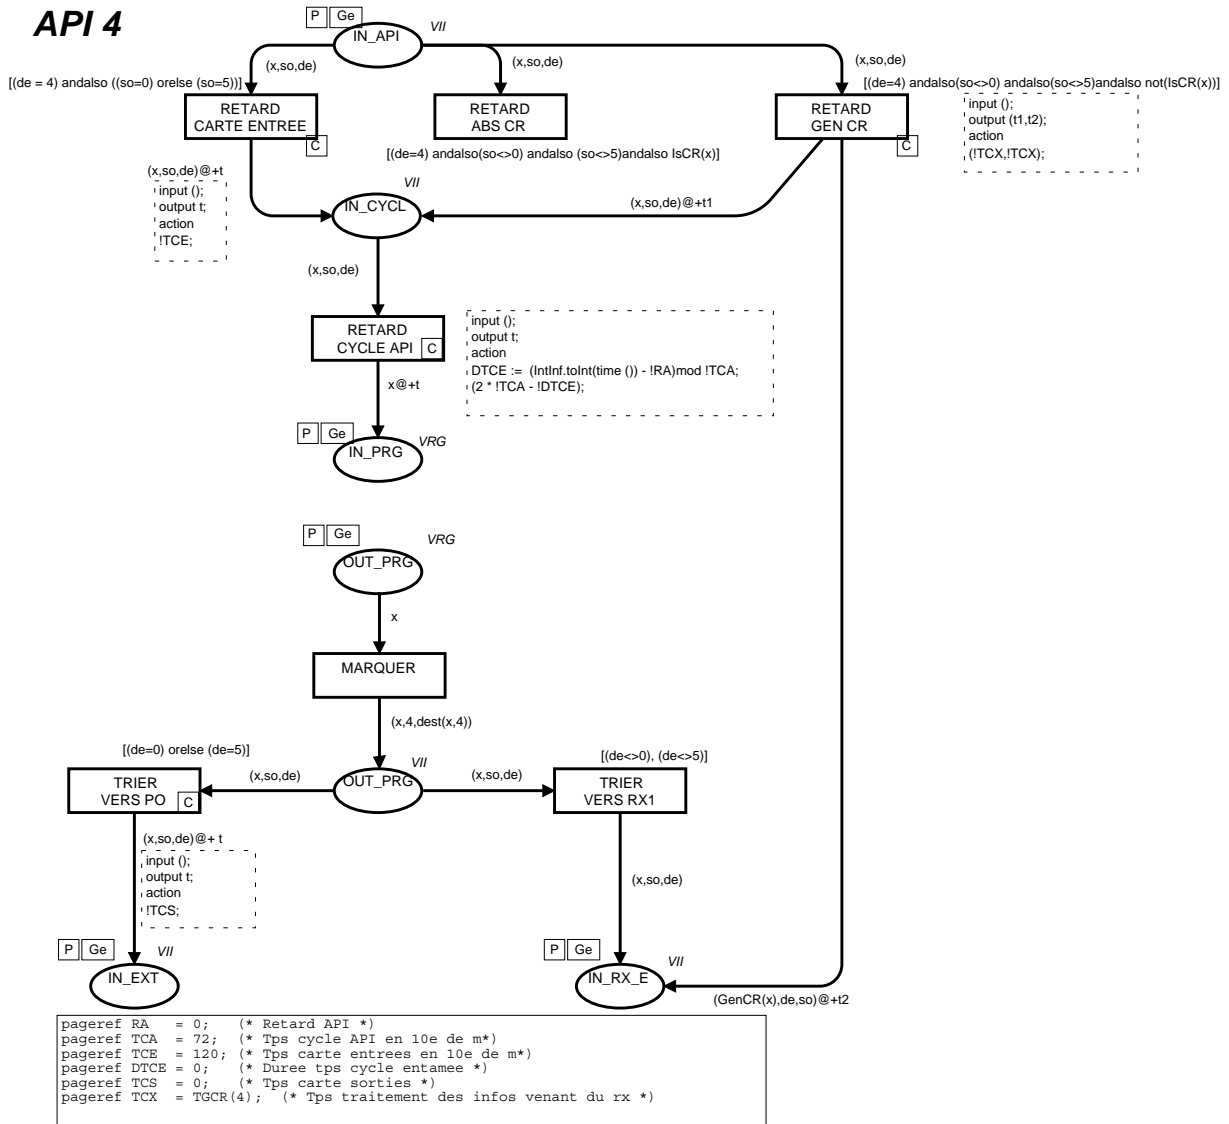 API 4
P
Ge
VII
IN_API
(x,so,de)
(x,so,de)
(x,so,de)
[(de = 4) andalso ((so=0) orelse (so=5))]
[(de=4) andalso(so<>0) andalso(so<>5)andalso not(IsCR(x))]
RETARD
CARTE ENTREE
C
RETARD
ABS CR
RETARD
GEN CR
C
input ();
output (t1,t2);
action
(!TCX,!TCX);
[(de=4) andalso(so<>0) andalso (so<>5)andalso IsCR(x)]
(x,so,de)@+t
input ();
output t;
action
!TCE;
VII
IN_CYCL
(x,so,de)@+t1
(x,so,de)
RETARD
CYCLE API
C
input ();
output t;
action
DTCE := (IntInf.toInt(time ()) - !RA)mod !TCA;
(2 * !TCA - !DTCE);
x@+t
P
Ge
VRG
IN_PRG
P
Ge
VRG
OUT_PRG
x
MARQUER
(x,4,dest(x,4))
[(de=0) orelse (de=5)]
VII
[(de<>0), (de<>5)]
TRIER
VERS PO
C
(x,so,de)
OUT_PRG
(x,so,de)
TRIER
VERS RX1
(x,so,de)@+ t
input ();
output t;
action
!TCS;
(x,so,de)
P
Ge
VII
IN_EXT
P
Ge
VII
IN_RX_E
(GenCR(x),de,so)@+t2
pageref RA   = 0;   (* Retard API *)
pageref TCA  = 72;  (* Tps cycle API en 10e de m*)
pageref TCE  = 120; (* Tps carte entrees en 10e de m*)
pageref DTCE = 0;   (* Duree tps cycle entamee *)
pageref TCS  = 0;   (* Tps carte sorties *)
pageref TCX  = TGCR(4);  (* Tps traitement des infos venant du rx *)